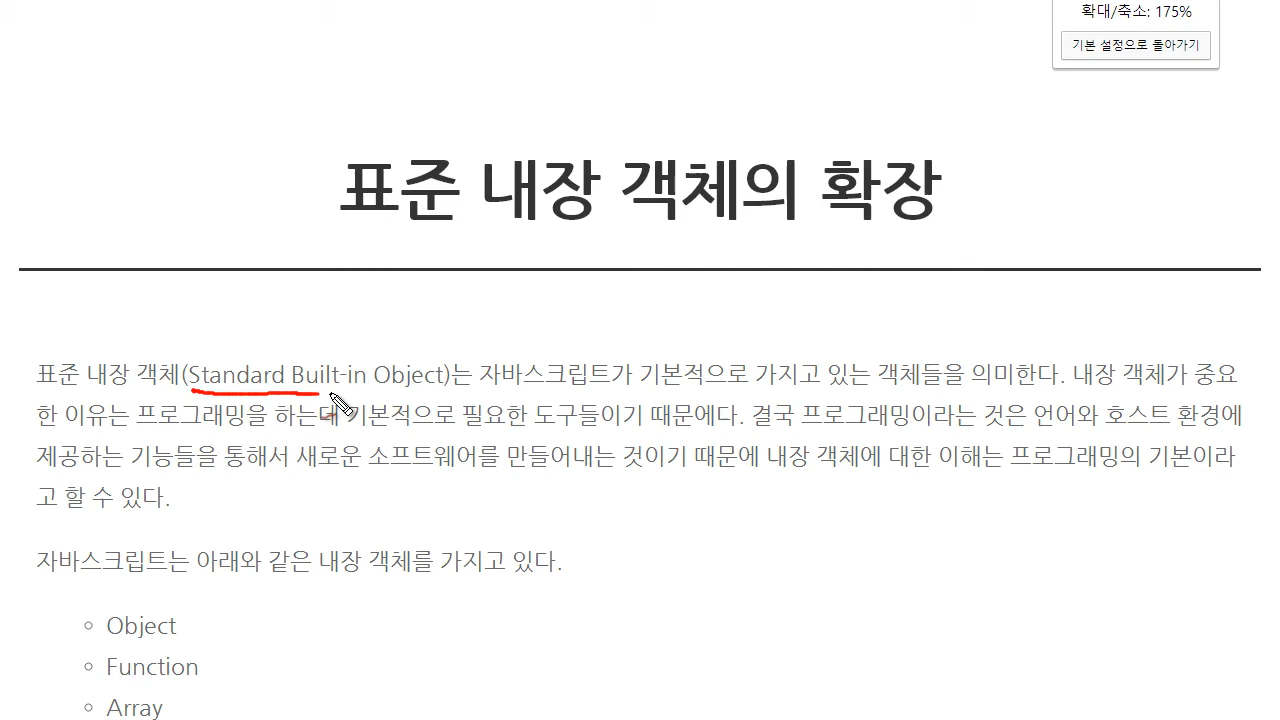 확대/축소: 175%
기본 설정으로 돌아가기
표준 내장 객체의 확장
표준 내장 객체(Standard Built-in Object)는 자바스크립트가 기본적으로 가지고 있는 객체들을 의미한다. 내장 객체가 중요
한 이유는 프로그래밍을 하는데 기본적으로 필요한 도구들이기 때문에다. 결국 프로그래밍이라는 것은 언어와 호스트 환경에
제공하는 기능들을 통해서 새로운 소프트웨어를 만들어내는 것이기 때문에 내장 객체에 대한 이해는 프로그래밍의 기본이라
고 할 수 있다.
자바스크립트는 아래와 같은 내장 객체를 가지고 있다.
Object
Function
Array